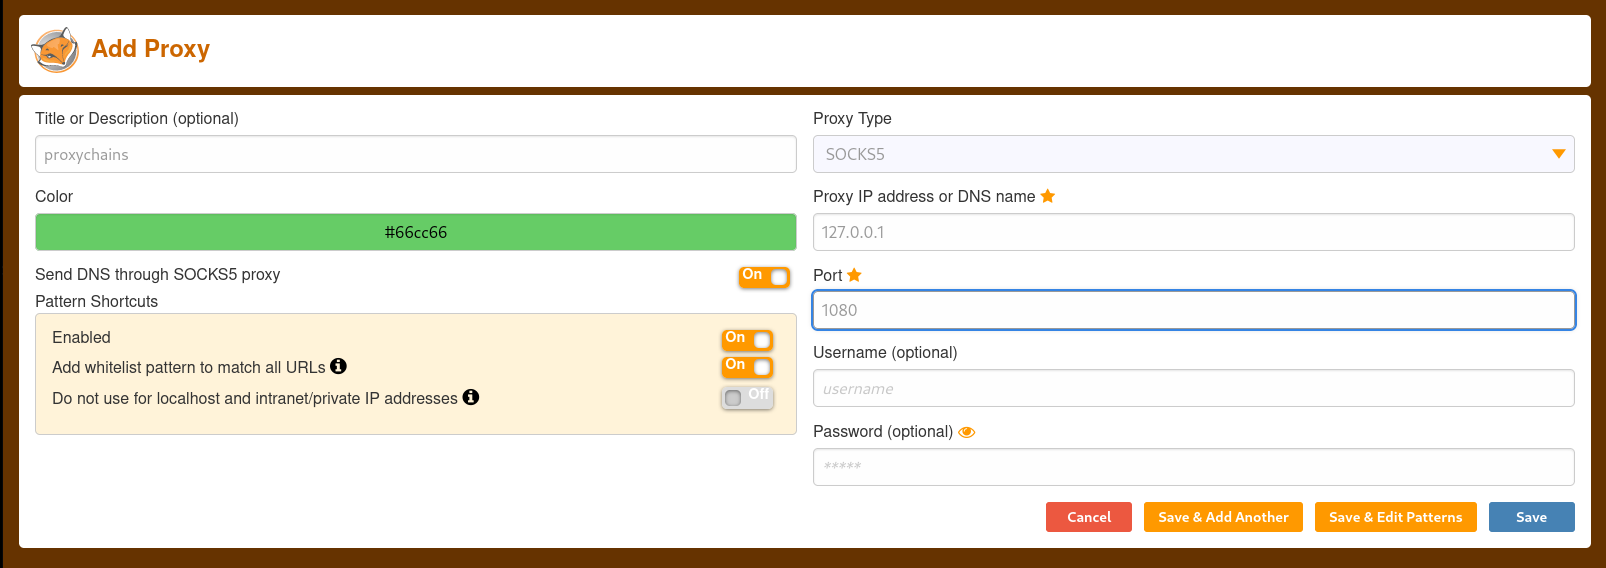 Add Proxy
Title or Description (optional)
proxychains
Color
#66cc66
Send DNS through SOCKS5 proxy
On
Pattern Shortcuts
Enabled
On
Add whitelist pattern to match all URLs
On
Do not use for localhost and intranet/private IP addresses
Off
Proxy Type
SOCKS5
Proxy IP address or DNS name
127.0.0.1
Port
1080
Username (optional)
username
Password (optional)
*****
Cancel
Save & Add Another
Save & Edit Patterns
Save